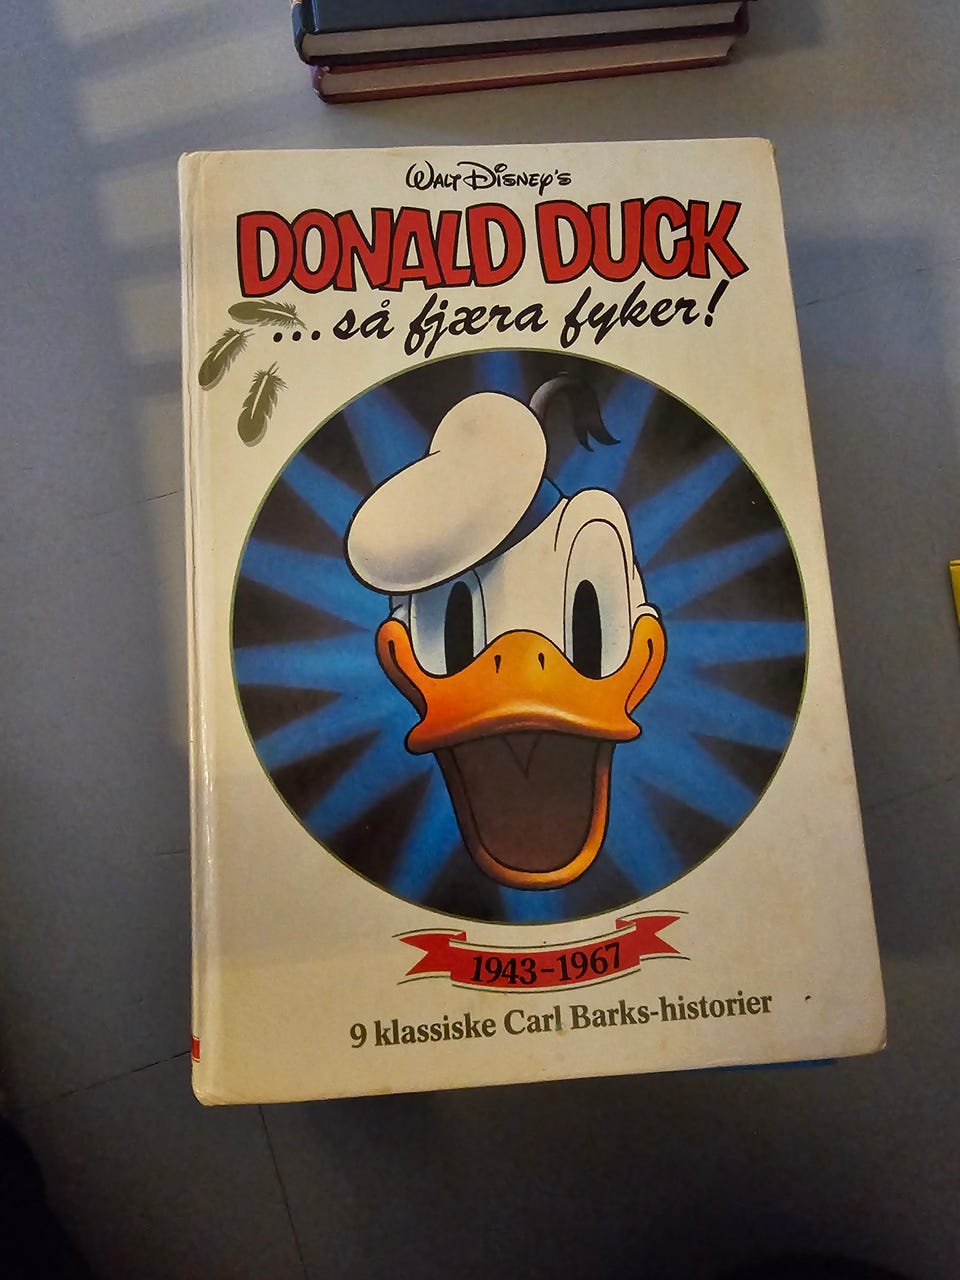 WALT DISNEY'S
DONALD DUCK
...så fjæra fyker!
1943-1967
9 klassiske Carl Barks-historier